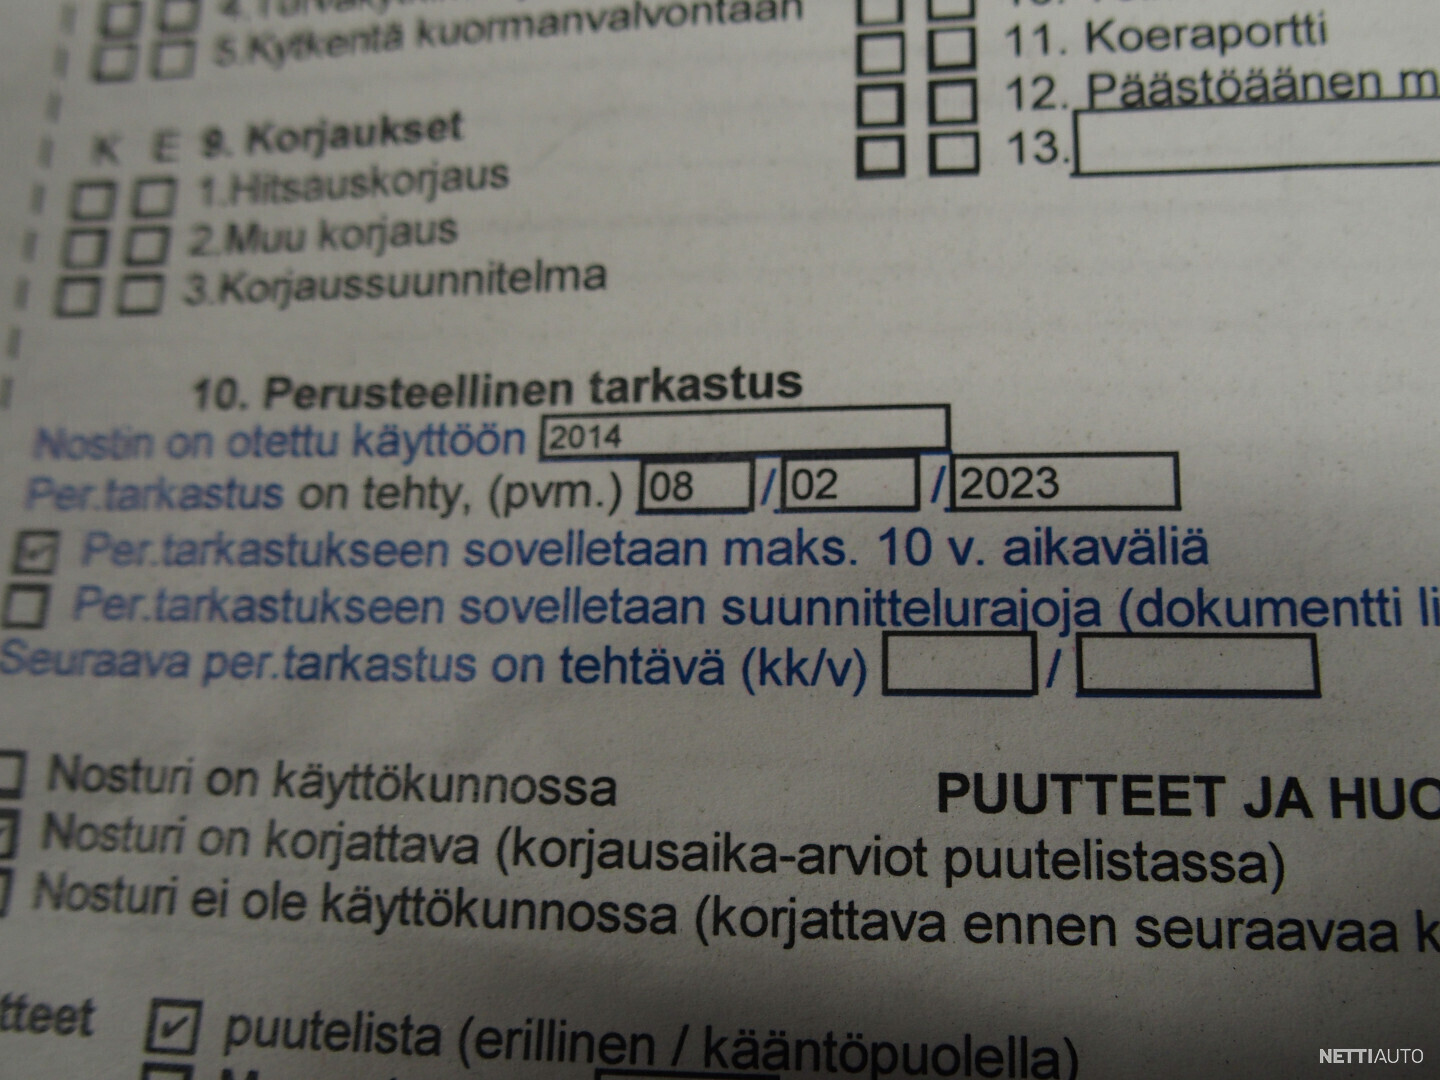 5.Kytkentä kuormanvalvontaan
K E 9. Korjaukset
1.Hitsauskorjaus
2.Muu korjaus
3.Korjaussuunnitelma
11. Koeraportti
12. Päästöäänen m
13.
10. Perusteellinen tarkastus
Nostin on otettu käyttöön 2014
Per.tarkastus on tehty, (pvm.) 08 / 02 / 2023
Per.tarkastukseen sovelletaan maks. 10 v. aikaväliä
Per.tarkastukseen sovelletaan suunnittelurajoja (dokumentti li
Seuraava per.tarkastus on tehtävä (kk/v) /
Nosturi on käyttökunnossa
PUUTTEET JA HUO
Nosturi on korjattava (korjausaika-arviot puutelistassa)
Nosturi ei ole käyttökunnossa (korjattava ennen seuraavaa k
tteet puutelista (erillinen / kääntöpuolella)
NETTIAUTO